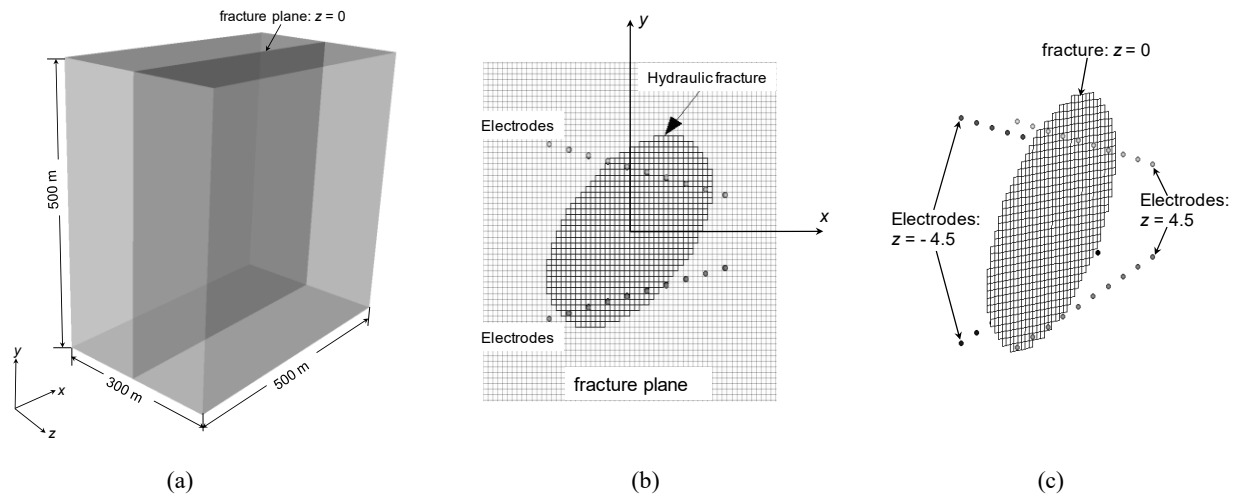 fracture plane: z = 0
500 m
300 m
500 m
y
x
z
(a)
y
Hydraulic fracture
Electrodes
x
Electrodes
fracture plane
(b)
fracture: z = 0
Electrodes:
z = - 4.5
Electrodes:
z = 4.5
(c)